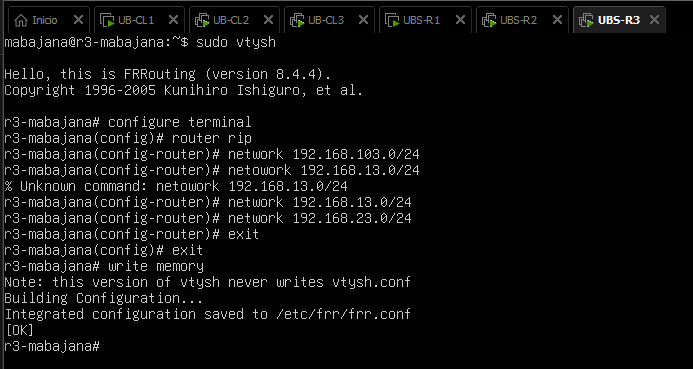 Inicio UB-CL1 UB-CL2 UB-CL3 UBS-R1 UBS-R2 UBS-R3
mabajana@r3-mabajana:~$ sudo vtysh
Hello, this is FRRouting (version 8.4.4).
Copyright 1996-2005 Kunihiro Ishiguro, et al.
r3-mabajana# configure terminal
r3-mabajana(config)# router rip
r3-mabajana(config-router)# network 192.168.103.0/24
r3-mabajana(config-router)# netowork 192.168.13.0/24
% Unknown command: netowork 192.168.13.0/24
r3-mabajana(config-router)# network 192.168.13.0/24
r3-mabajana(config-router)# network 192.168.23.0/24
r3-mabajana(config-router)# exit
r3-mabajana(config)# exit
r3-mabajana# write memory
Note: this version of vtysh never writes vtysh.conf
Building Configuration...
Integrated configuration saved to /etc/frr/frr.conf
[OK]
r3-mabajana#